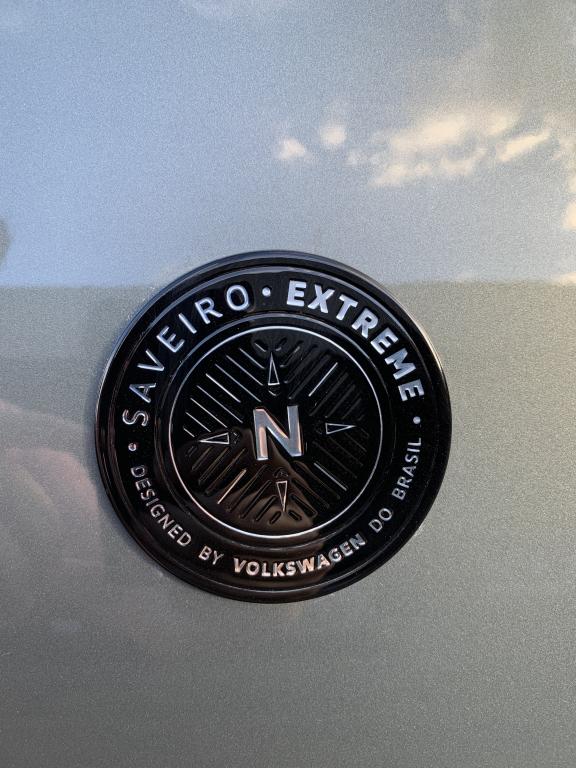 SAVEIRO · EXTREME
N
DESIGNED BY VOLKSWAGEN DO BRASIL